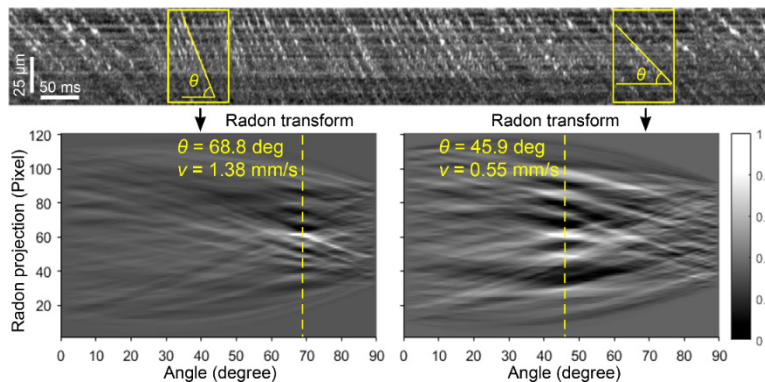 θ
θ
25 µm
50 ms
Radon transform
Radon transform
θ = 68.8 deg
v = 1.38 mm/s
θ = 45.9 deg
v = 0.55 mm/s
Radon projection (Pixel)
120
100
80
60
40
20
0 10 20 30 40 50 60 70 80 90
Angle (degree)
0 10 20 30 40 50 60 70 80 90
Angle (degree)
1
0